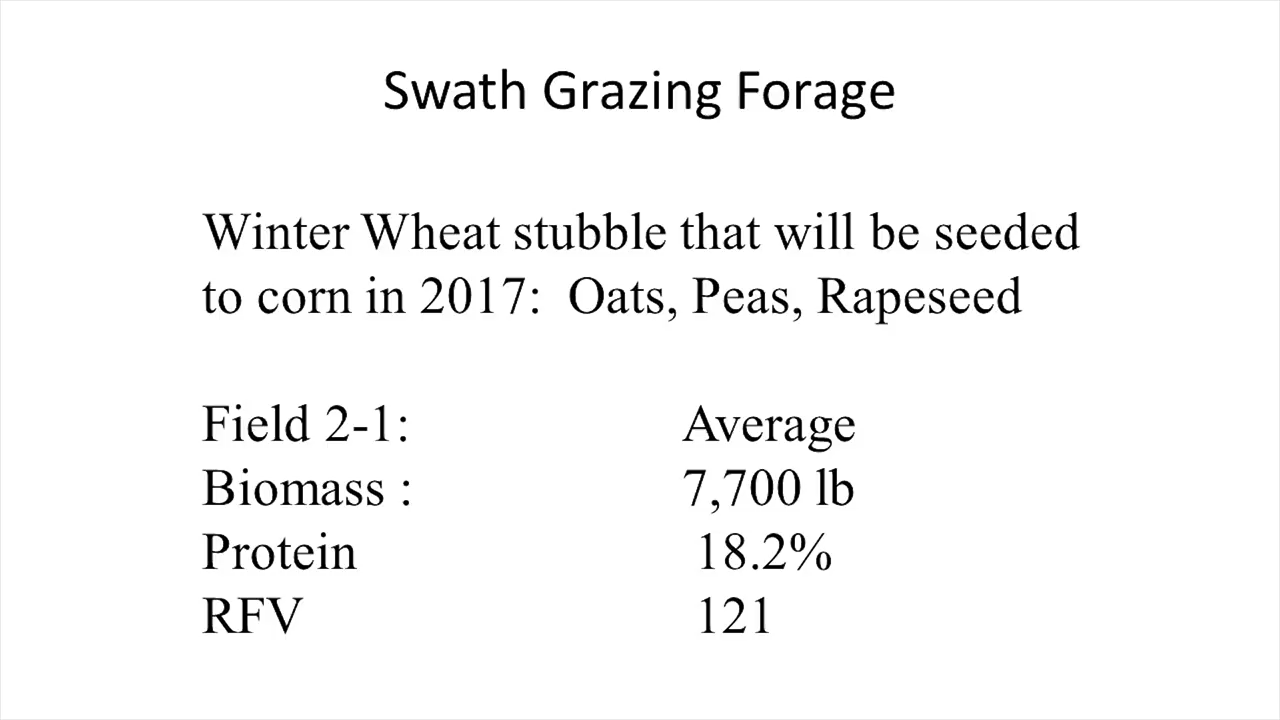 Swath Grazing Forage
Winter Wheat stubble that will be seeded
to corn in 2017:  Oats, Peas, Rapeseed
Field 2-1: Average
Biomass : 7,700 lb
Protein 18.2%
RFV 121